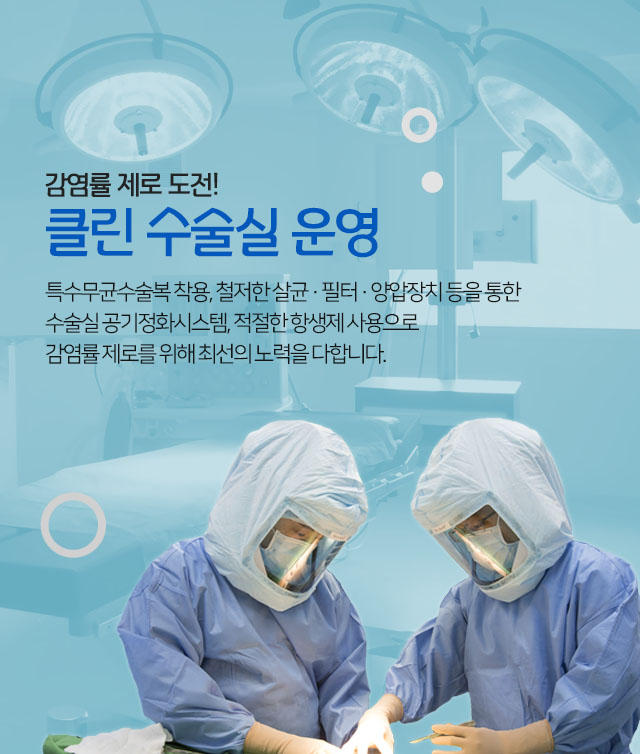 감염률 제로 도전!
클린 수술실 운영
특수무균수술복 착용, 철저한 살균 · 필터 · 양압장치 등을 통한
수술실 공기정화시스템, 적절한 항생제 사용으로
감염률 제로를 위해 최선의 노력을 다합니다.